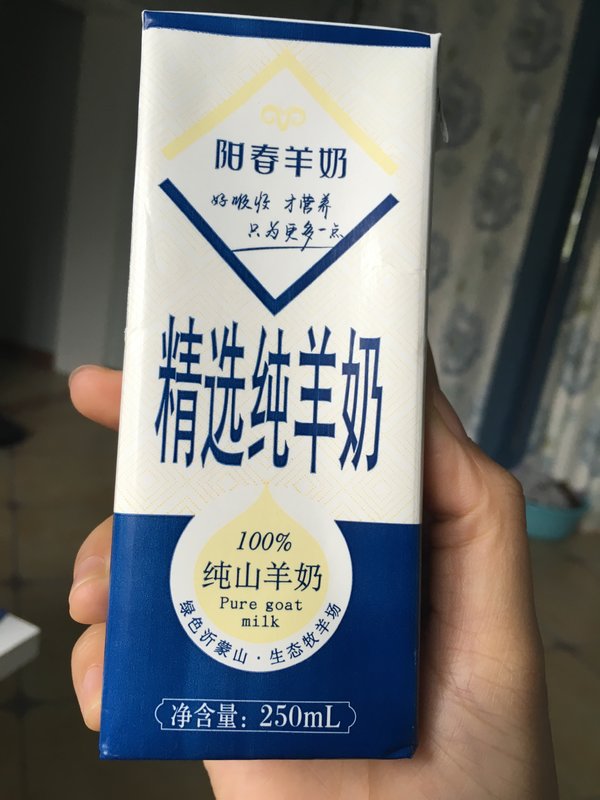 阳春羊奶
好吸收 才营养
只为更多一点
精选纯羊奶
100%
纯山羊奶
Pure goat
milk
绿色沂蒙山·生态牧羊场
净含量: 250mL